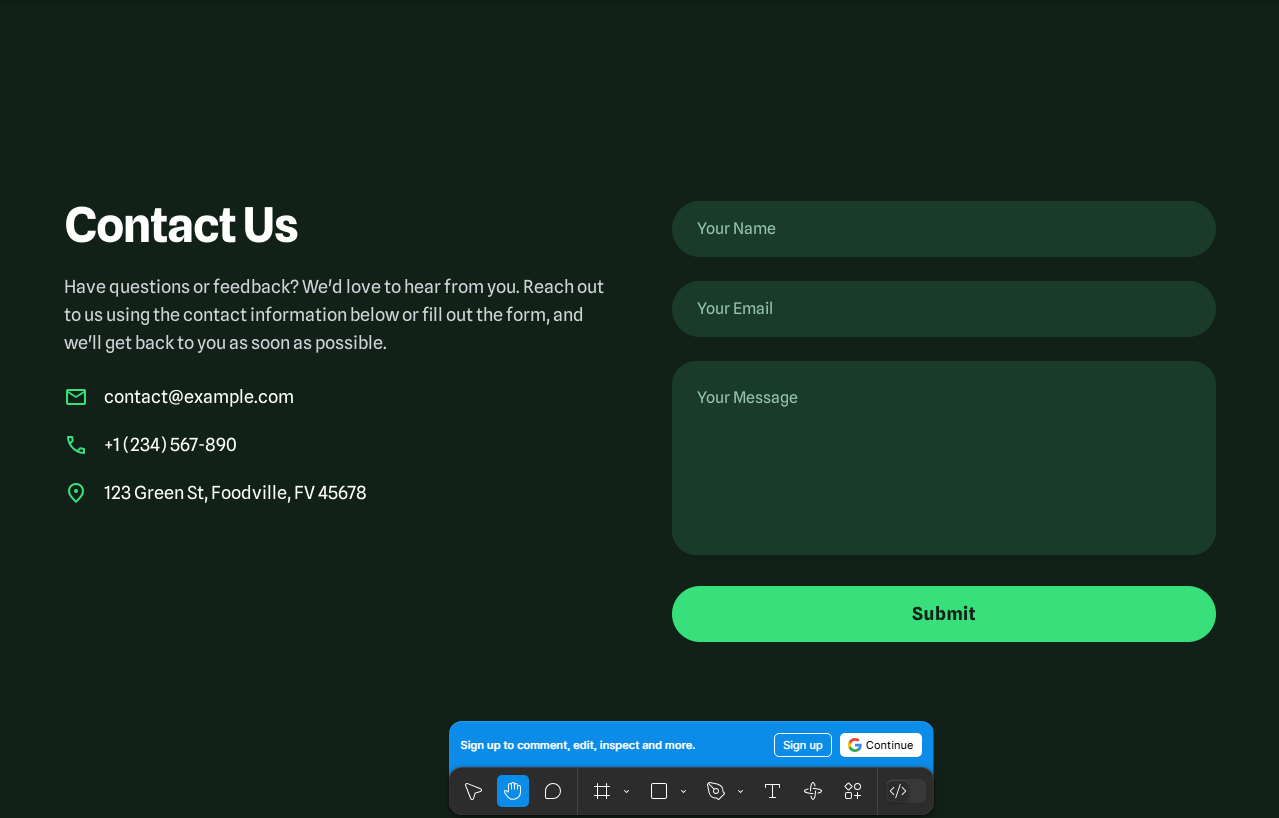 Contact Us
Have questions or feedback? We'd love to hear from you. Reach out
to us using the contact information below or fill out the form, and
we'll get back to you as soon as possible.
contact@example.com
+1 (234) 567-890
123 Green St, Foodville, FV 45678
Your Name
Your Email
Your Message
Submit
Sign up to comment, edit, inspect and more.
Sign up
Continue